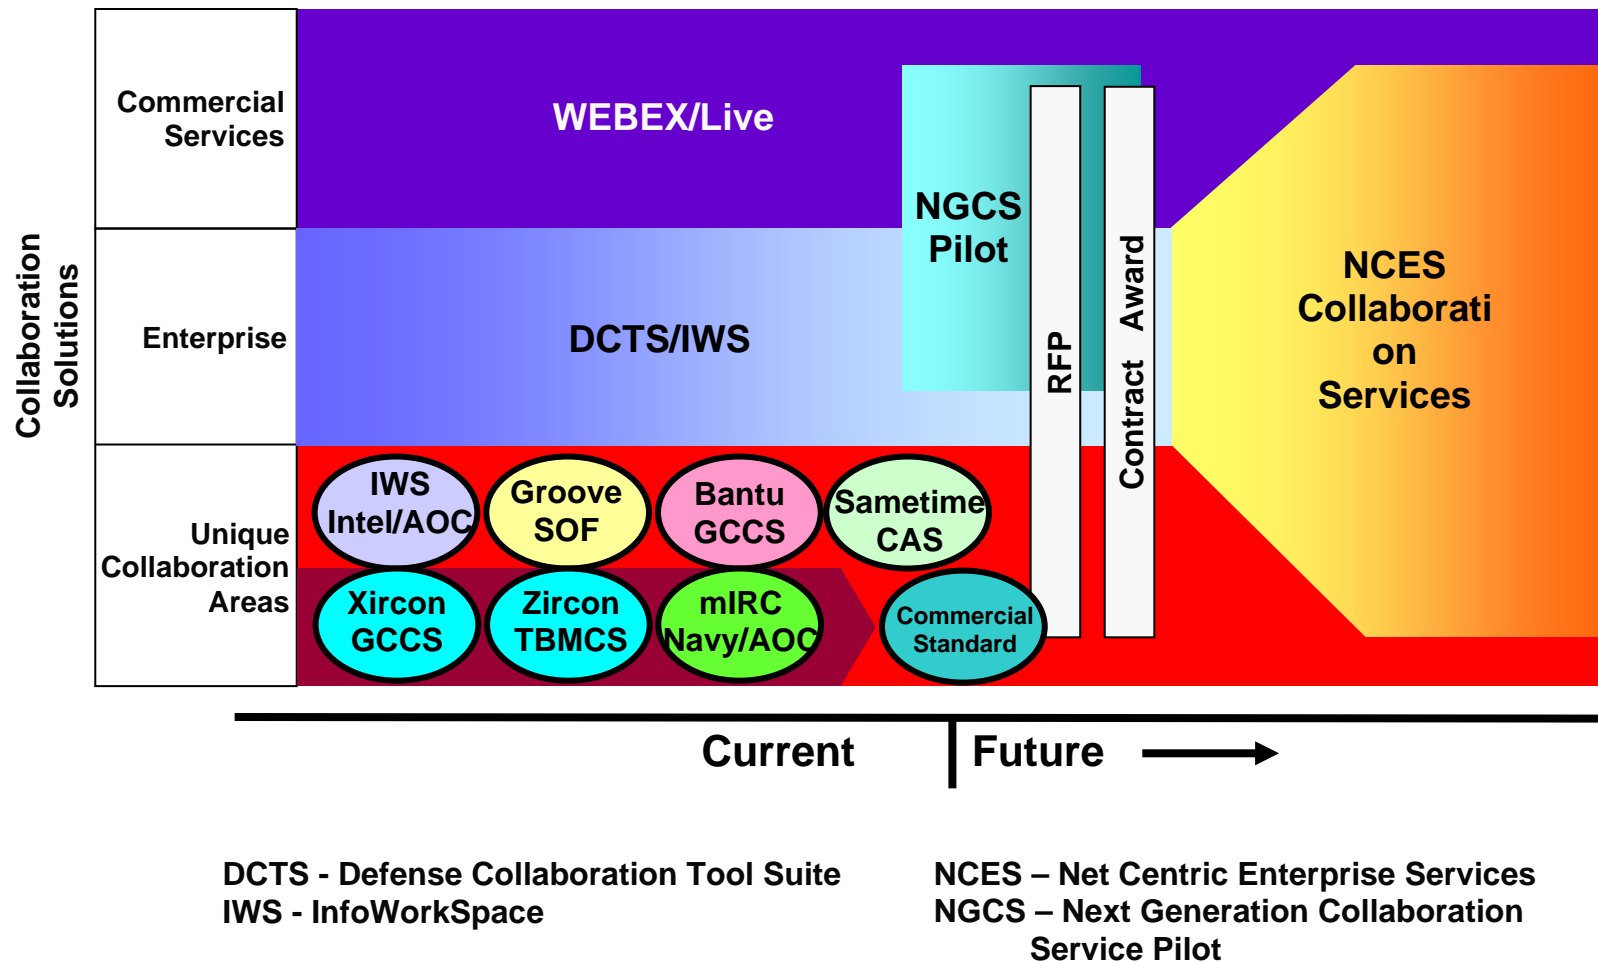 Collaboration
Solutions
Commercial
Services
WEBEX/Live
NGCS
Pilot
Enterprise
DCTS/IWS
RFP
Contract Award
NCES
Collaborati
on
Services
Unique
Collaboration
Areas
IWS
Intel/AOC
Groove
SOF
Bantu
GCCS
Sametime
CAS
Xircon
GCCS
Zircon
TBMCS
mIRC
Navy/AOC
Commercial
Standard
Current
Future
DCTS - Defense Collaboration Tool Suite
IWS - InfoWorkSpace
NCES – Net Centric Enterprise Services
NGCS – Next Generation Collaboration
Service Pilot